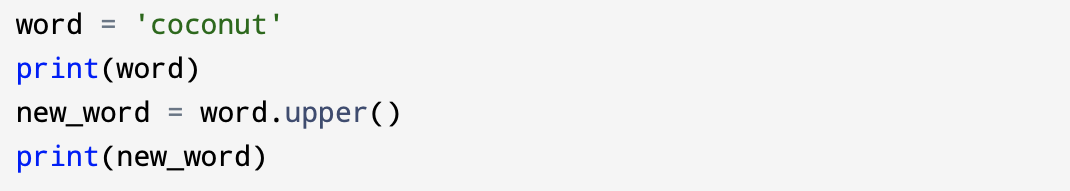 word = 'coconut'
print(word)
new_word = word.upper()
print(new_word)